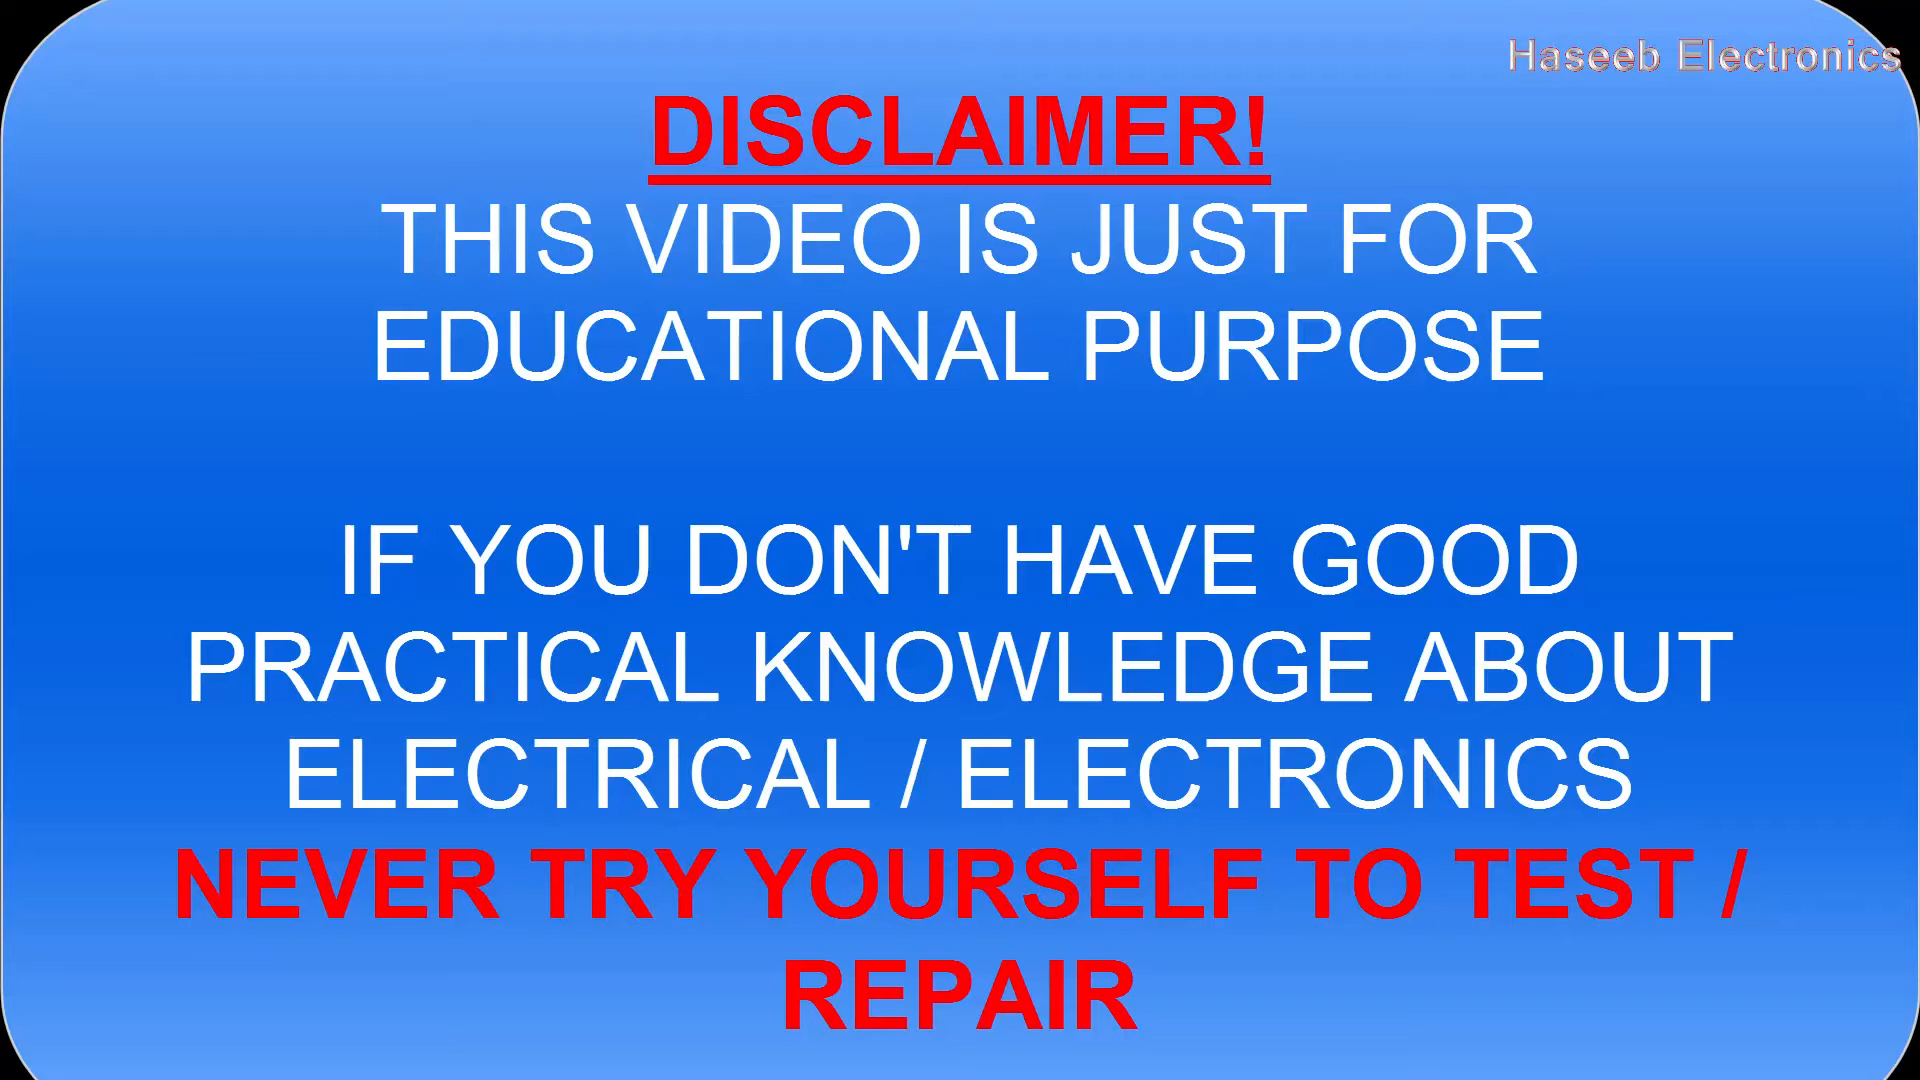 Haseeb Electronics
DISCLAIMER!
THIS VIDEO IS JUST FOR
EDUCATIONAL PURPOSE
IF YOU DON'T HAVE GOOD
PRACTICAL KNOWLEDGE ABOUT
ELECTRICAL / ELECTRONICS
NEVER TRY YOURSELF TO TEST /
REPAIR